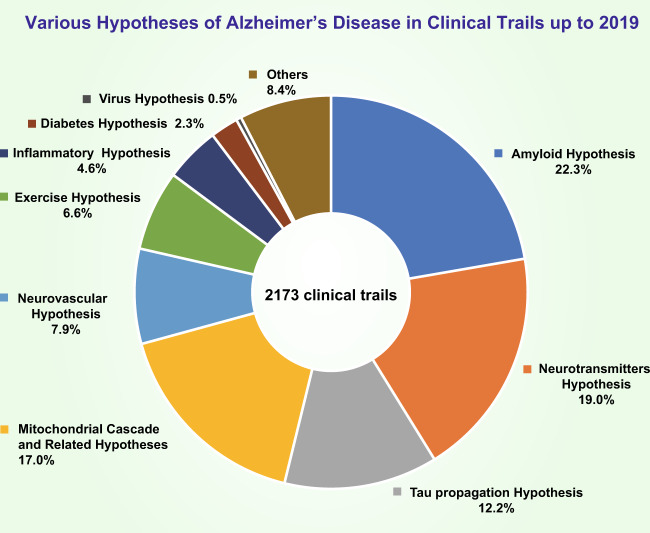 Various Hypotheses of Alzheimer’s Disease in Clinical Trails up to 2019
Others
8.4%
Virus Hypothesis 0.5%
Diabetes Hypothesis 2.3%
Inflammatory Hypothesis
4.6%
Exercise Hypothesis
6.6%
Neurovascular
Hypothesis
7.9%
Mitochondrial Cascade
and Related Hypotheses
17.0%
Amyloid Hypothesis
22.3%
2173 clinical trails
Neurotransmitters
Hypothesis
19.0%
Tau propagation Hypothesis
12.2%